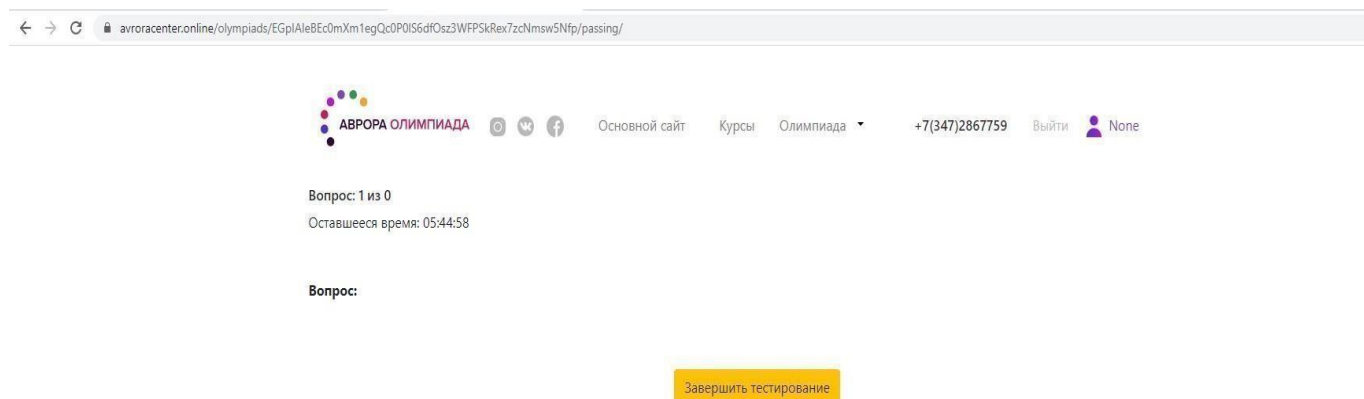 avroracenter.online/olympiads/EGpIAleBEc0mXm1egQc0P0IS6dfOsz3WFPSkRex7zcNmsw5Nfp/passing/
АВРОРА ОЛИМПИАДА Основной сайт Курсы Олимпиада +7(347)2867759 Выйти None
Вопрос: 1 из 0
Оставшееся время: 05:44:58
Вопрос:
Завершить тестирование